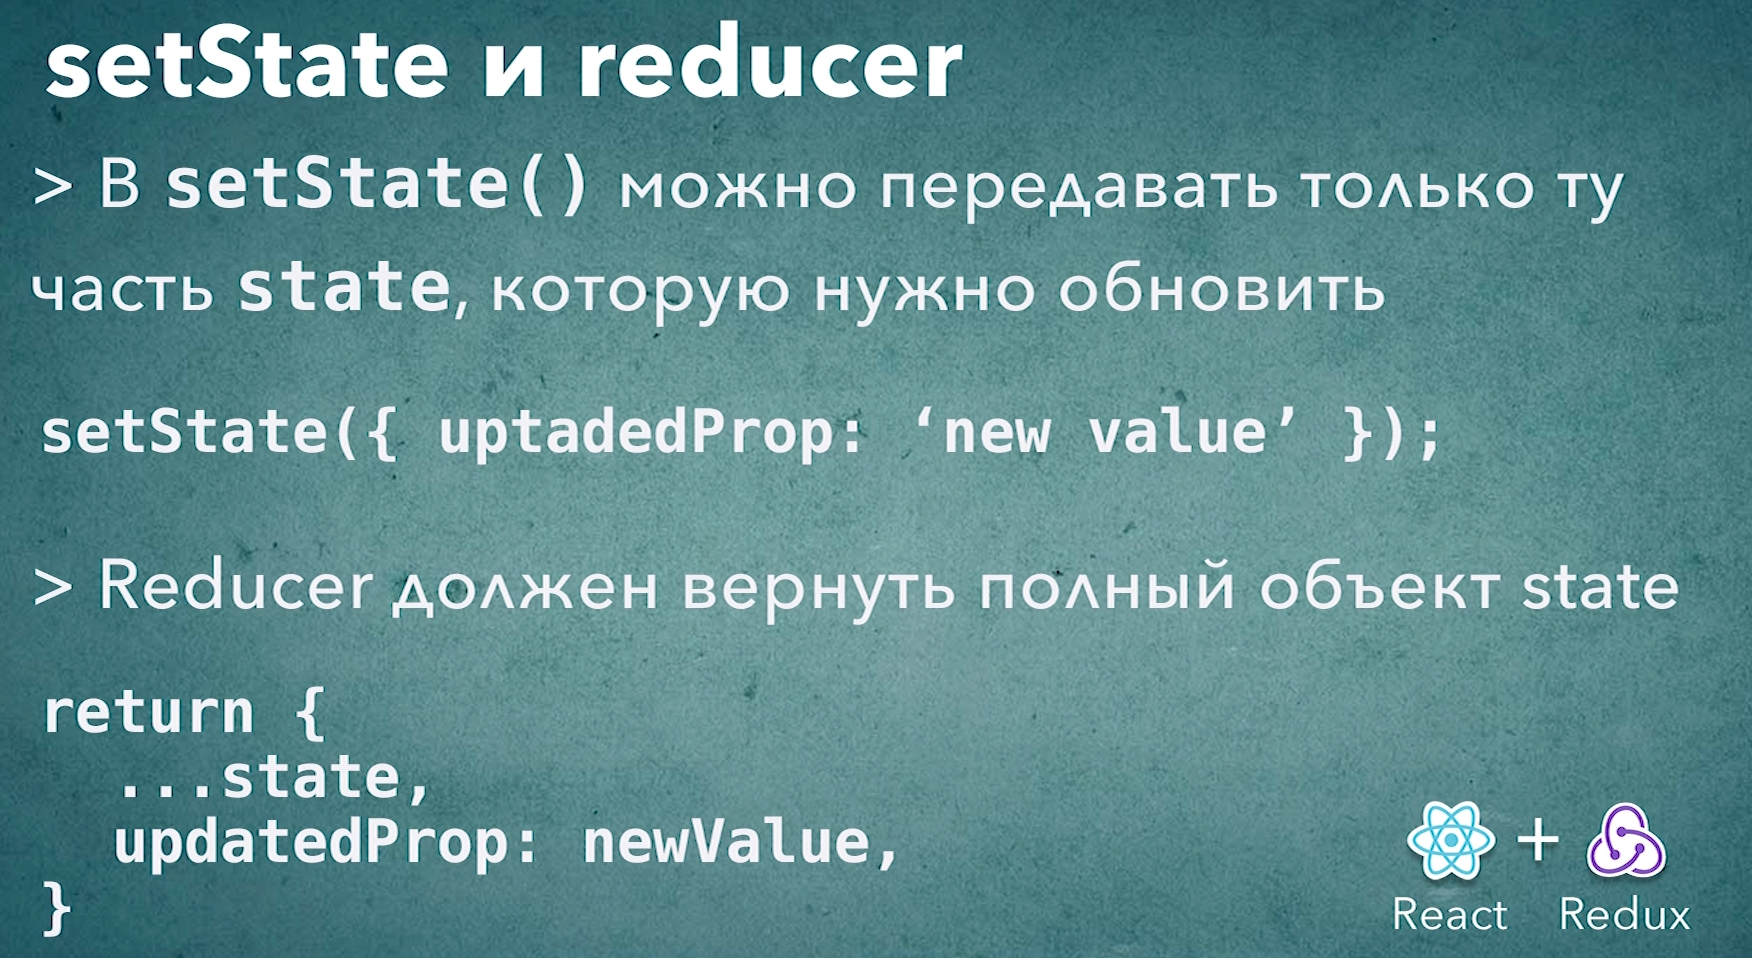 setState и reducer
> В setState() можно передавать только ту
часть state, которую нужно обновить
setState({ uptadedProp: ‘new value’ });
> Reducer должен вернуть полный объект state
return {
  ...state,
  updatedProp: newValue,
}
+
React Redux